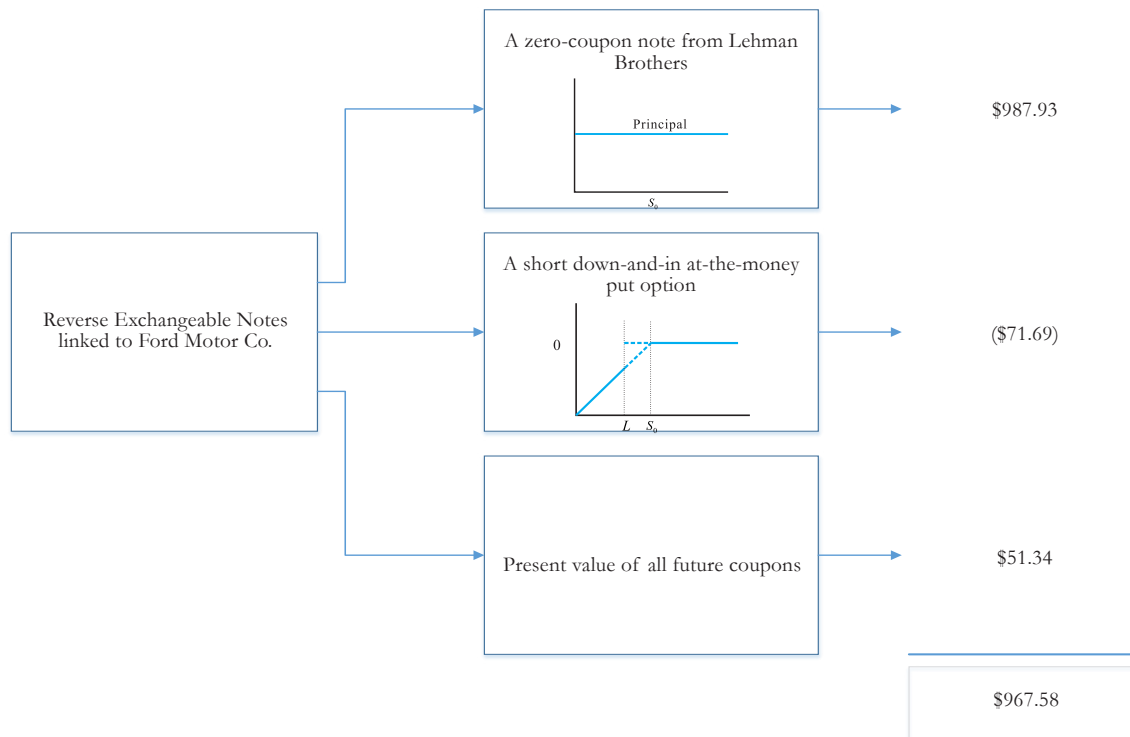 A zero-coupon note from Lehman
Brothers
Principal
S₀
$987.93
Reverse Exchangeable Notes
linked to Ford Motor Co.
A short down-and-in at-the-money
put option
0
L S₀
($71.69)
Present value of all future coupons
$51.34
$967.58